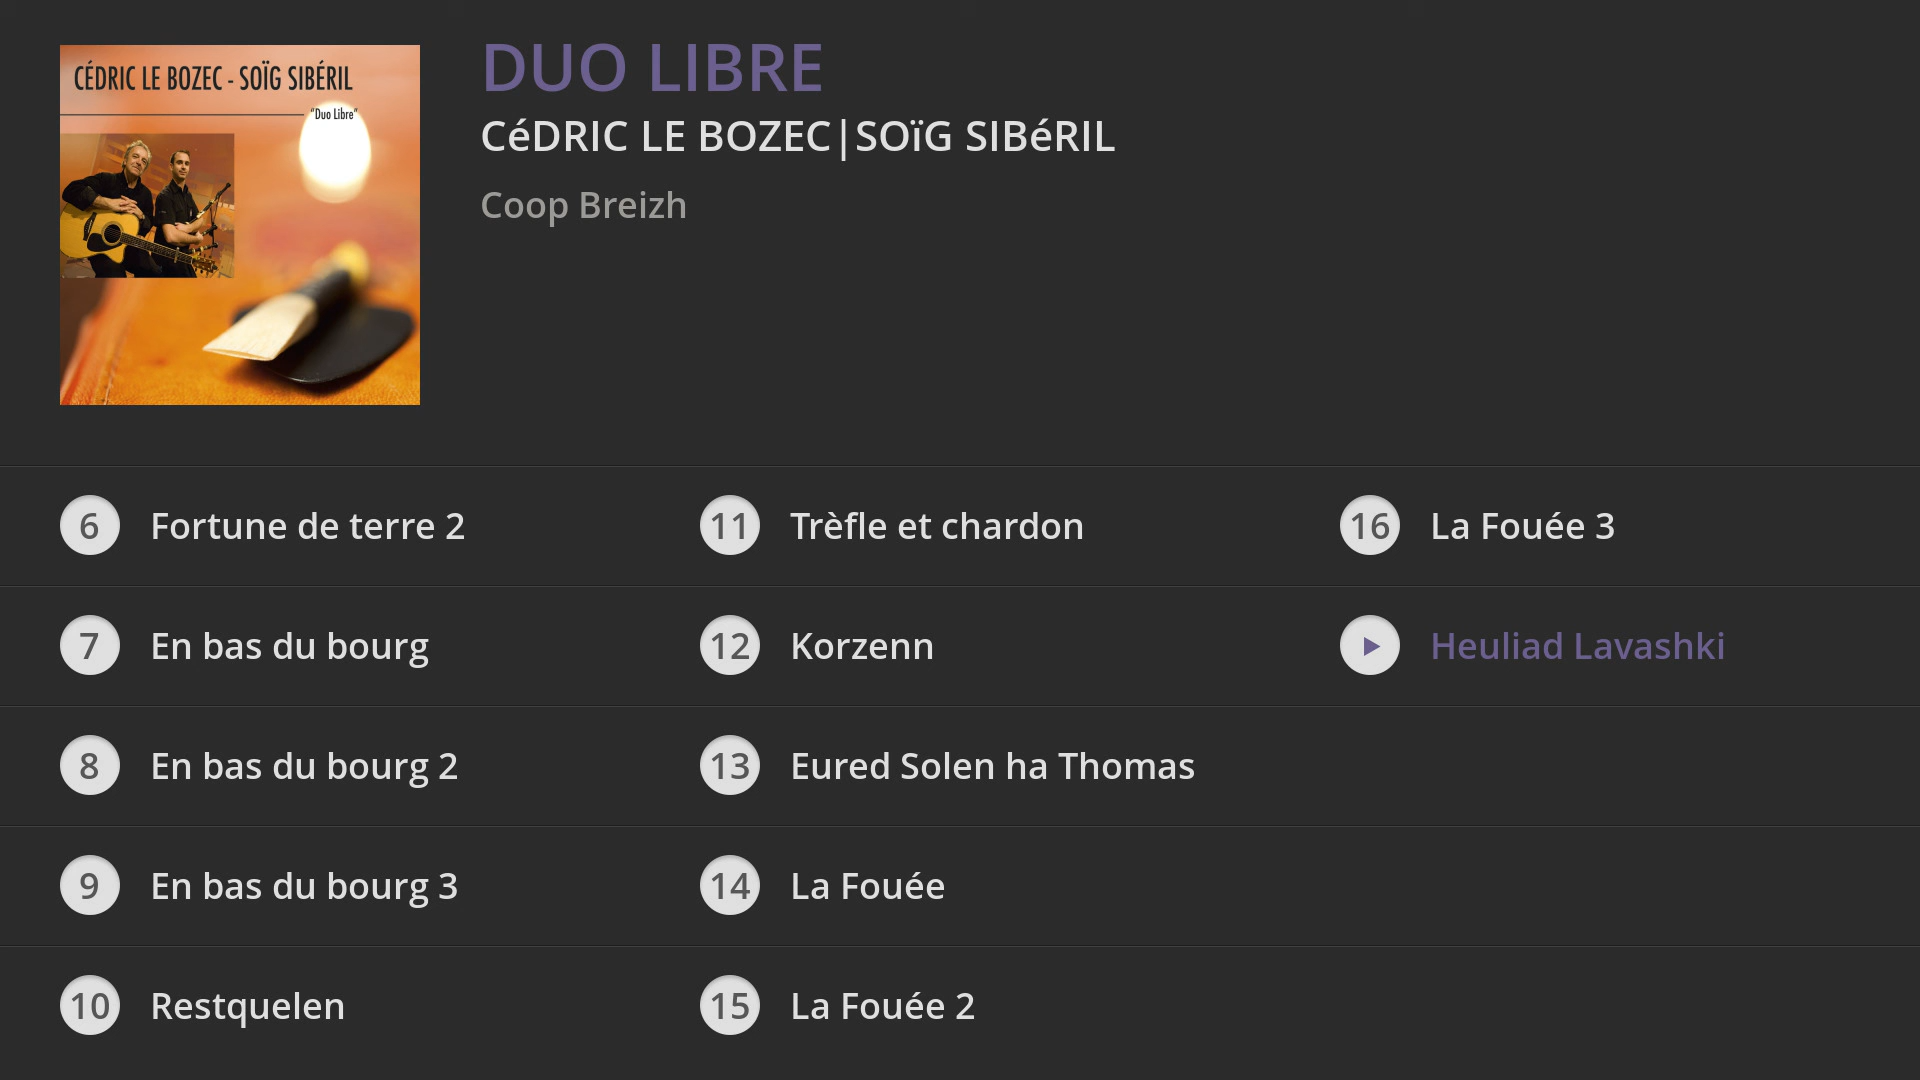 CÉDRIC LE BOZEC - SOÏG SIBÉRIL
"Duo Libre"
DUO LIBRE
CéDRIC LE BOZEC|SOïG SIBéRIL
Coop Breizh
6 Fortune de terre 2
7 En bas du bourg
8 En bas du bourg 2
9 En bas du bourg 3
10 Restquelen
11 Trèfle et chardon
12 Korzenn
13 Eured Solen ha Thomas
14 La Fouée
15 La Fouée 2
16 La Fouée 3
Heuliad Lavashki